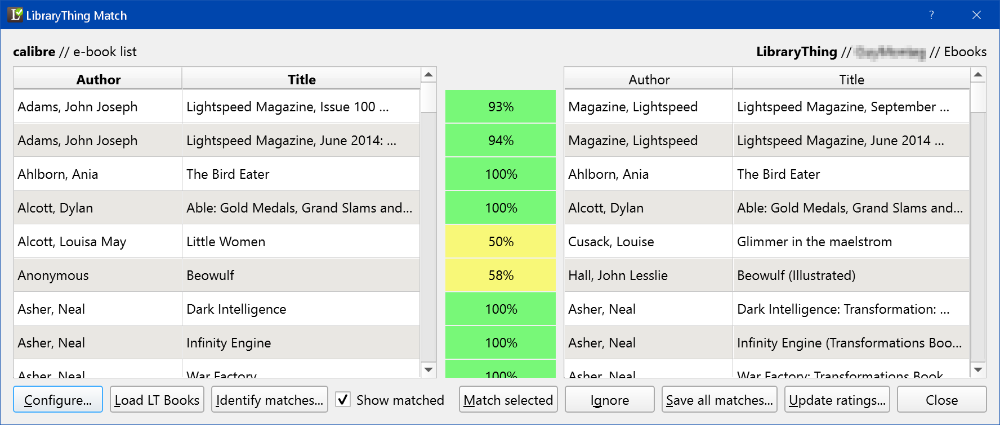 LibraryThing Match
calibre // e-book list
LibraryThing // // Ebooks
Author Title
Author Title
Adams, John Joseph Lightspeed Magazine, Issue 100 ... 93% Magazine, Lightspeed Lightspeed Magazine, September ...
Adams, John Joseph Lightspeed Magazine, June 2014: ... 94% Magazine, Lightspeed Lightspeed Magazine, June 2014 ...
Ahlborn, Ania The Bird Eater 100% Ahlborn, Ania The Bird Eater
Alcott, Dylan Able: Gold Medals, Grand Slams and... 100% Alcott, Dylan Able: Gold Medals, Grand Slams and...
Alcott, Louisa May Little Women 50% Cusack, Louise Glimmer in the maelstrom
Anonymous Beowulf 58% Hall, John Lesslie Beowulf (Illustrated)
Asher, Neal Dark Intelligence 100% Asher, Neal Dark Intelligence: Transformation: ...
Asher, Neal Infinity Engine 100% Asher, Neal Infinity Engine (Transformations Boo...
Asher, Neal War Factory 100% Asher, Neal War Factory: Transformations Book
Configure... Load LT Books Identify matches... Show matched Match selected Ignore Save all matches... Update ratings... Close